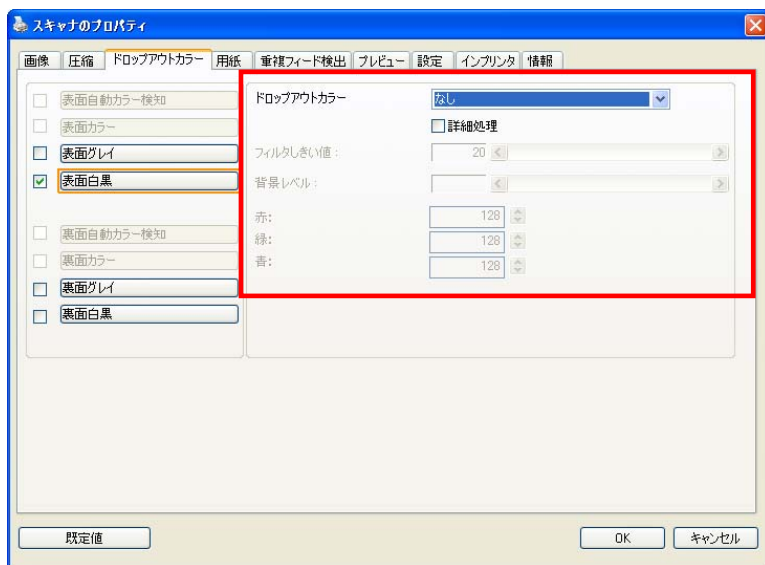 スキャナのプロパティ
画像 圧縮 ドロップアウトカラー 用紙 重複フィード検出 プレビュー 設定 インプリンタ 情報
表面自動カラー検知
表面カラー
表面グレイ
表面白黒
裏面自動カラー検知
裏面カラー
裏面グレイ
裏面白黒
ドロップアウトカラー なし
詳細処理
フィルタしきい値: 20
背景レベル:
赤: 128
緑: 128
青: 128
既定値 OK キャンセル